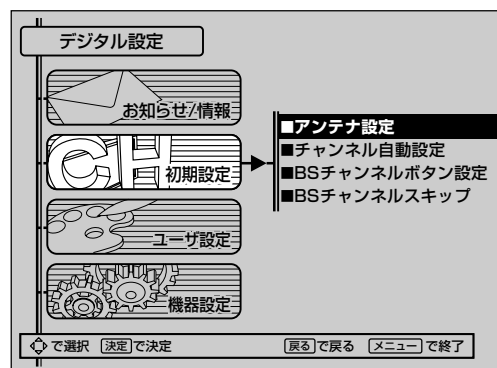 デジタル設定
お知らせ/情報
CH
初期設定
ユーザ設定
機器設定
■アンテナ設定
■チャンネル自動設定
■BSチャンネルボタン設定
■BSチャンネルスキップ
で選択 決定で決定 戻るで戻る メニューで終了